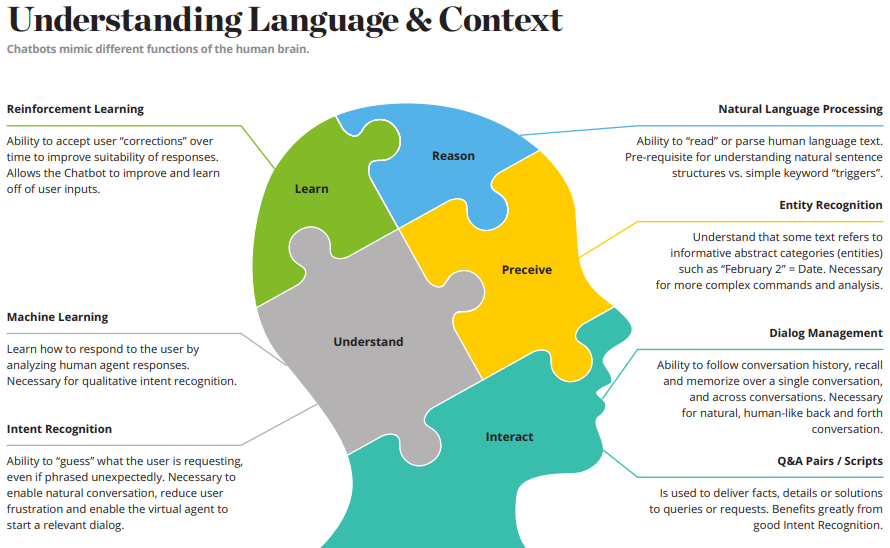 Understanding Language & Context
Chatbots mimic different functions of the human brain.
Reinforcement Learning
Ability to accept user “corrections” over
time to improve suitability of responses.
Allows the Chatbot to improve and learn
off of user inputs.
Machine Learning
Learn how to respond to the user by
analyzing human agent responses.
Necessary for qualitative intent recognition.
Intent Recognition
Ability to “guess” what the user is requesting,
even if phrased unexpectedly. Necessary to
enable natural conversation, reduce user
frustration and enable the virtual agent to
start a relevant dialog.
Reason
Learn
Preceive
Understand
Interact
Natural Language Processing
Ability to “read” or parse human language text.
Pre-requisite for understanding natural sentence
structures vs. simple keyword “triggers”.
Entity Recognition
Understand that some text refers to
informative abstract categories (entities)
such as “February 2” = Date. Necessary
for more complex commands and analysis.
Dialog Management
Ability to follow conversation history, recall
and memorize over a single conversation,
and across conversations. Necessary
for natural, human-like back and forth
conversation.
Q&A Pairs / Scripts
Is used to deliver facts, details or solutions
to queries or requests. Benefits greatly from
good Intent Recognition.